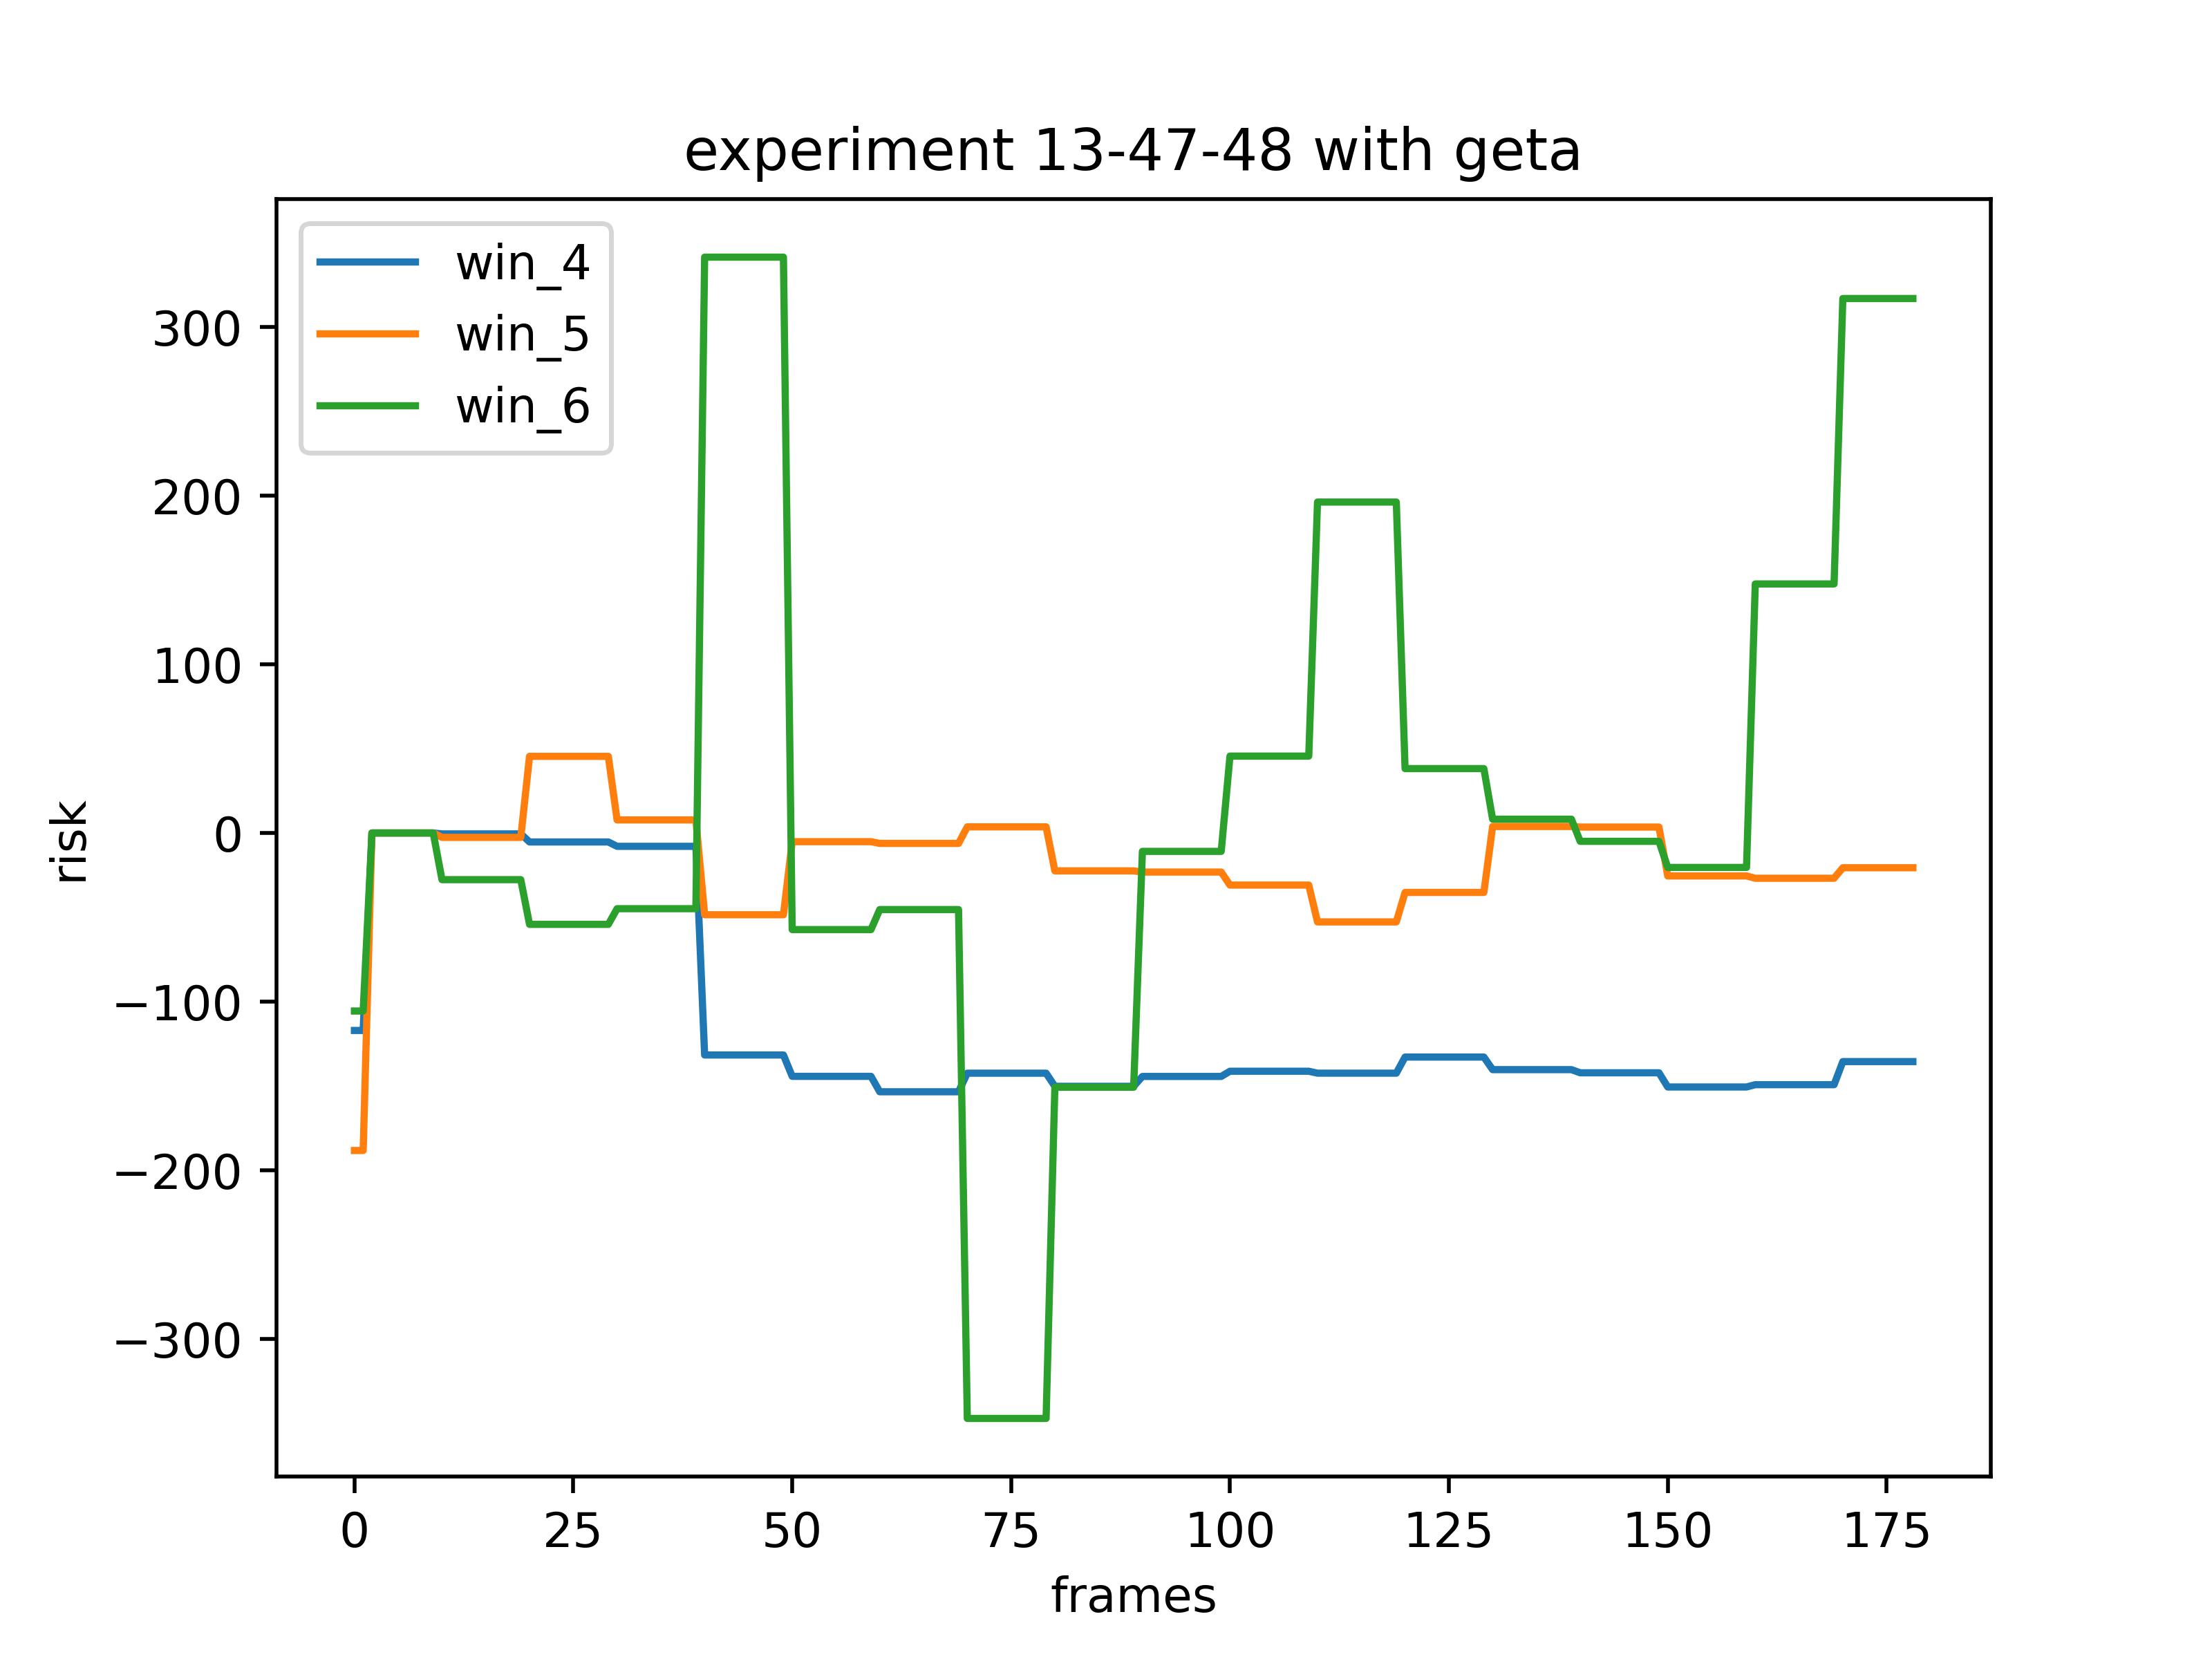 experiment 13-47-48 with geta
win_4
win_5
win_6
300
200
100
0
−100
−200
−300
risk
0 25 50 75 100 125 150 175
frames